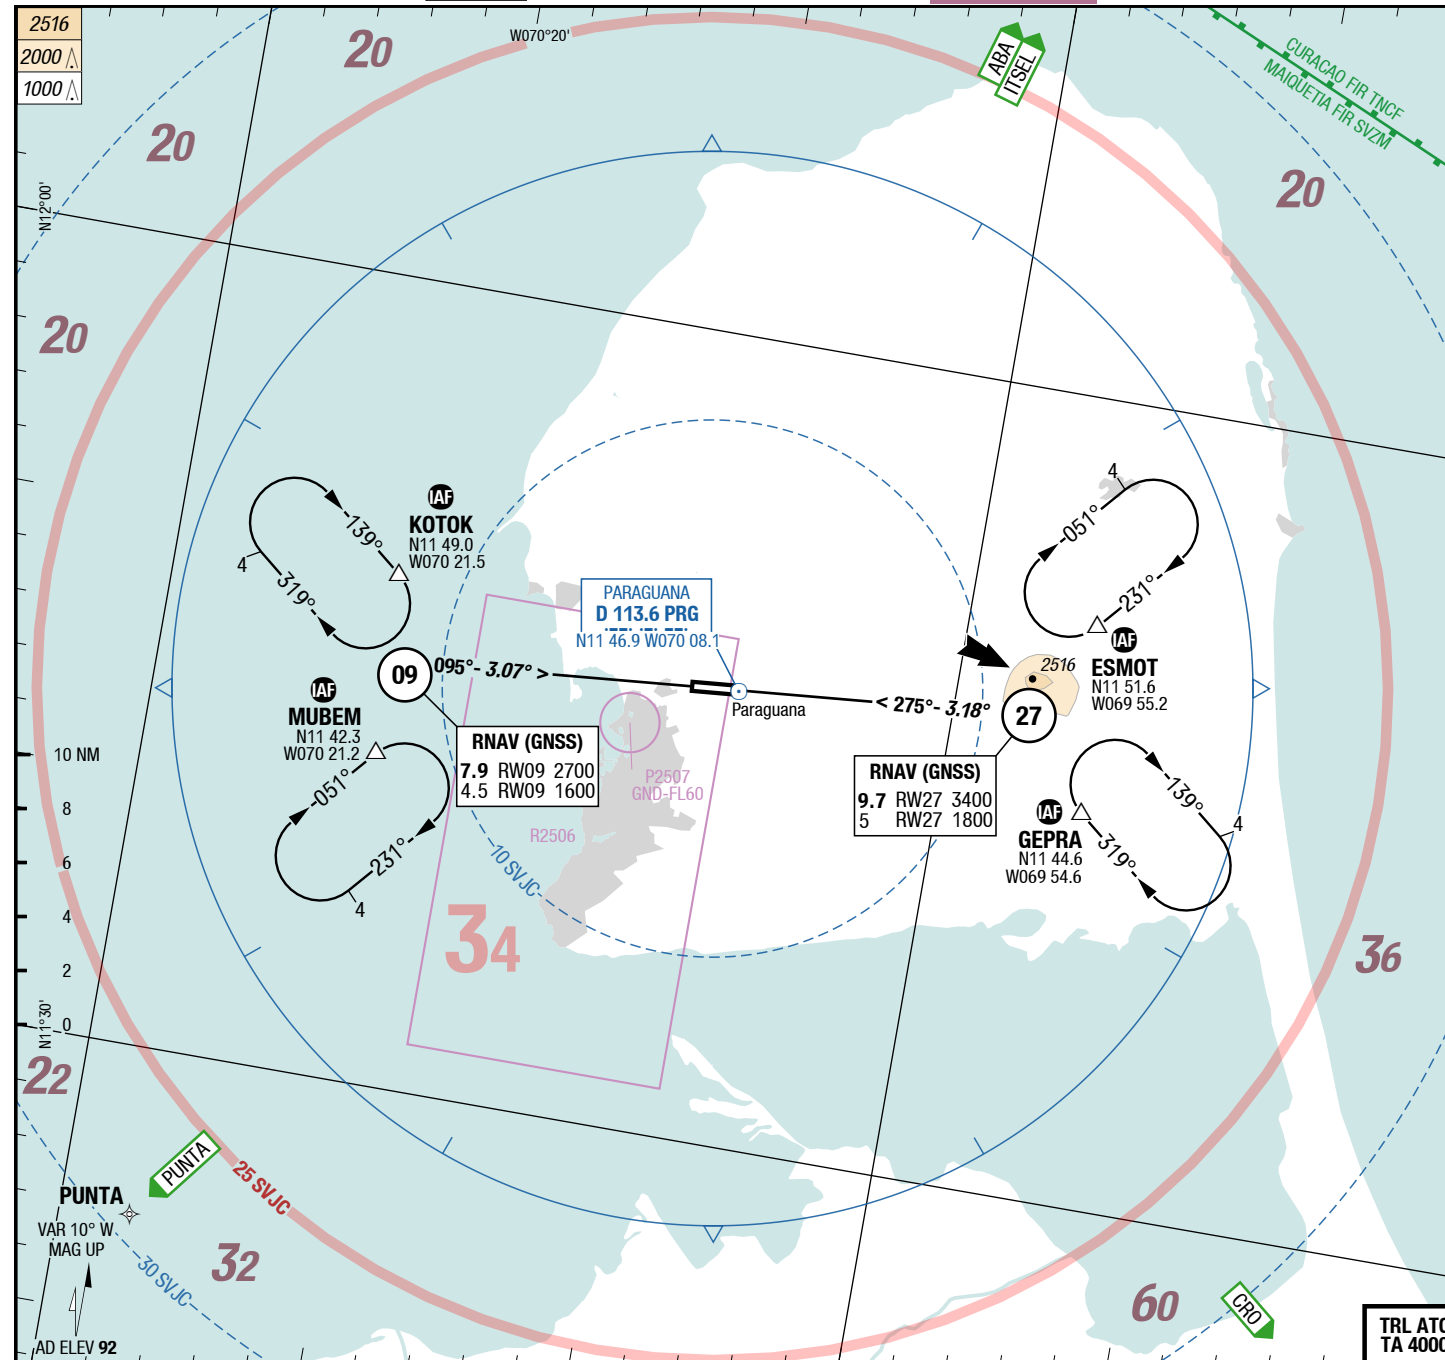 2516
2000
1000
20
W070°20'
ABA
ITSEL
CURACAO FIR TNCF
MAIQUETIA FIR SVZM
20
20
N12°00'
20
4
051°
231°
IAF
KOTOK
N11 49.0
W070 21.5
139°
319°
4
PARAGUANA
D 113.6 PRG
N11 46.9 W070 08.1
IAF
ESMOT
N11 51.6
W069 55.2
2516
09
095°- 3.07° >
Paraguana
< 275°- 3.18°
27
IAF
MUBEM
N11 42.3
W070 21.2
051°
231°
4
RNAV (GNSS)
7.9 RW09 2700
4.5 RW09 1600
P2507
GND-FL60
R2506
RNAV (GNSS)
9.7 RW27 3400
5 RW27 1800
IAF
GEPRA
N11 44.6
W069 54.6
139°
319°
4
10 NM
8
6
4
2
0
10 SVJC
34
36
N11°30'
22
PUNTA
25 SVJC
PUNTA
VAR 10° W
MAG UP
32
30 SVJC
60
CRO
AD ELEV 92
TA 4000